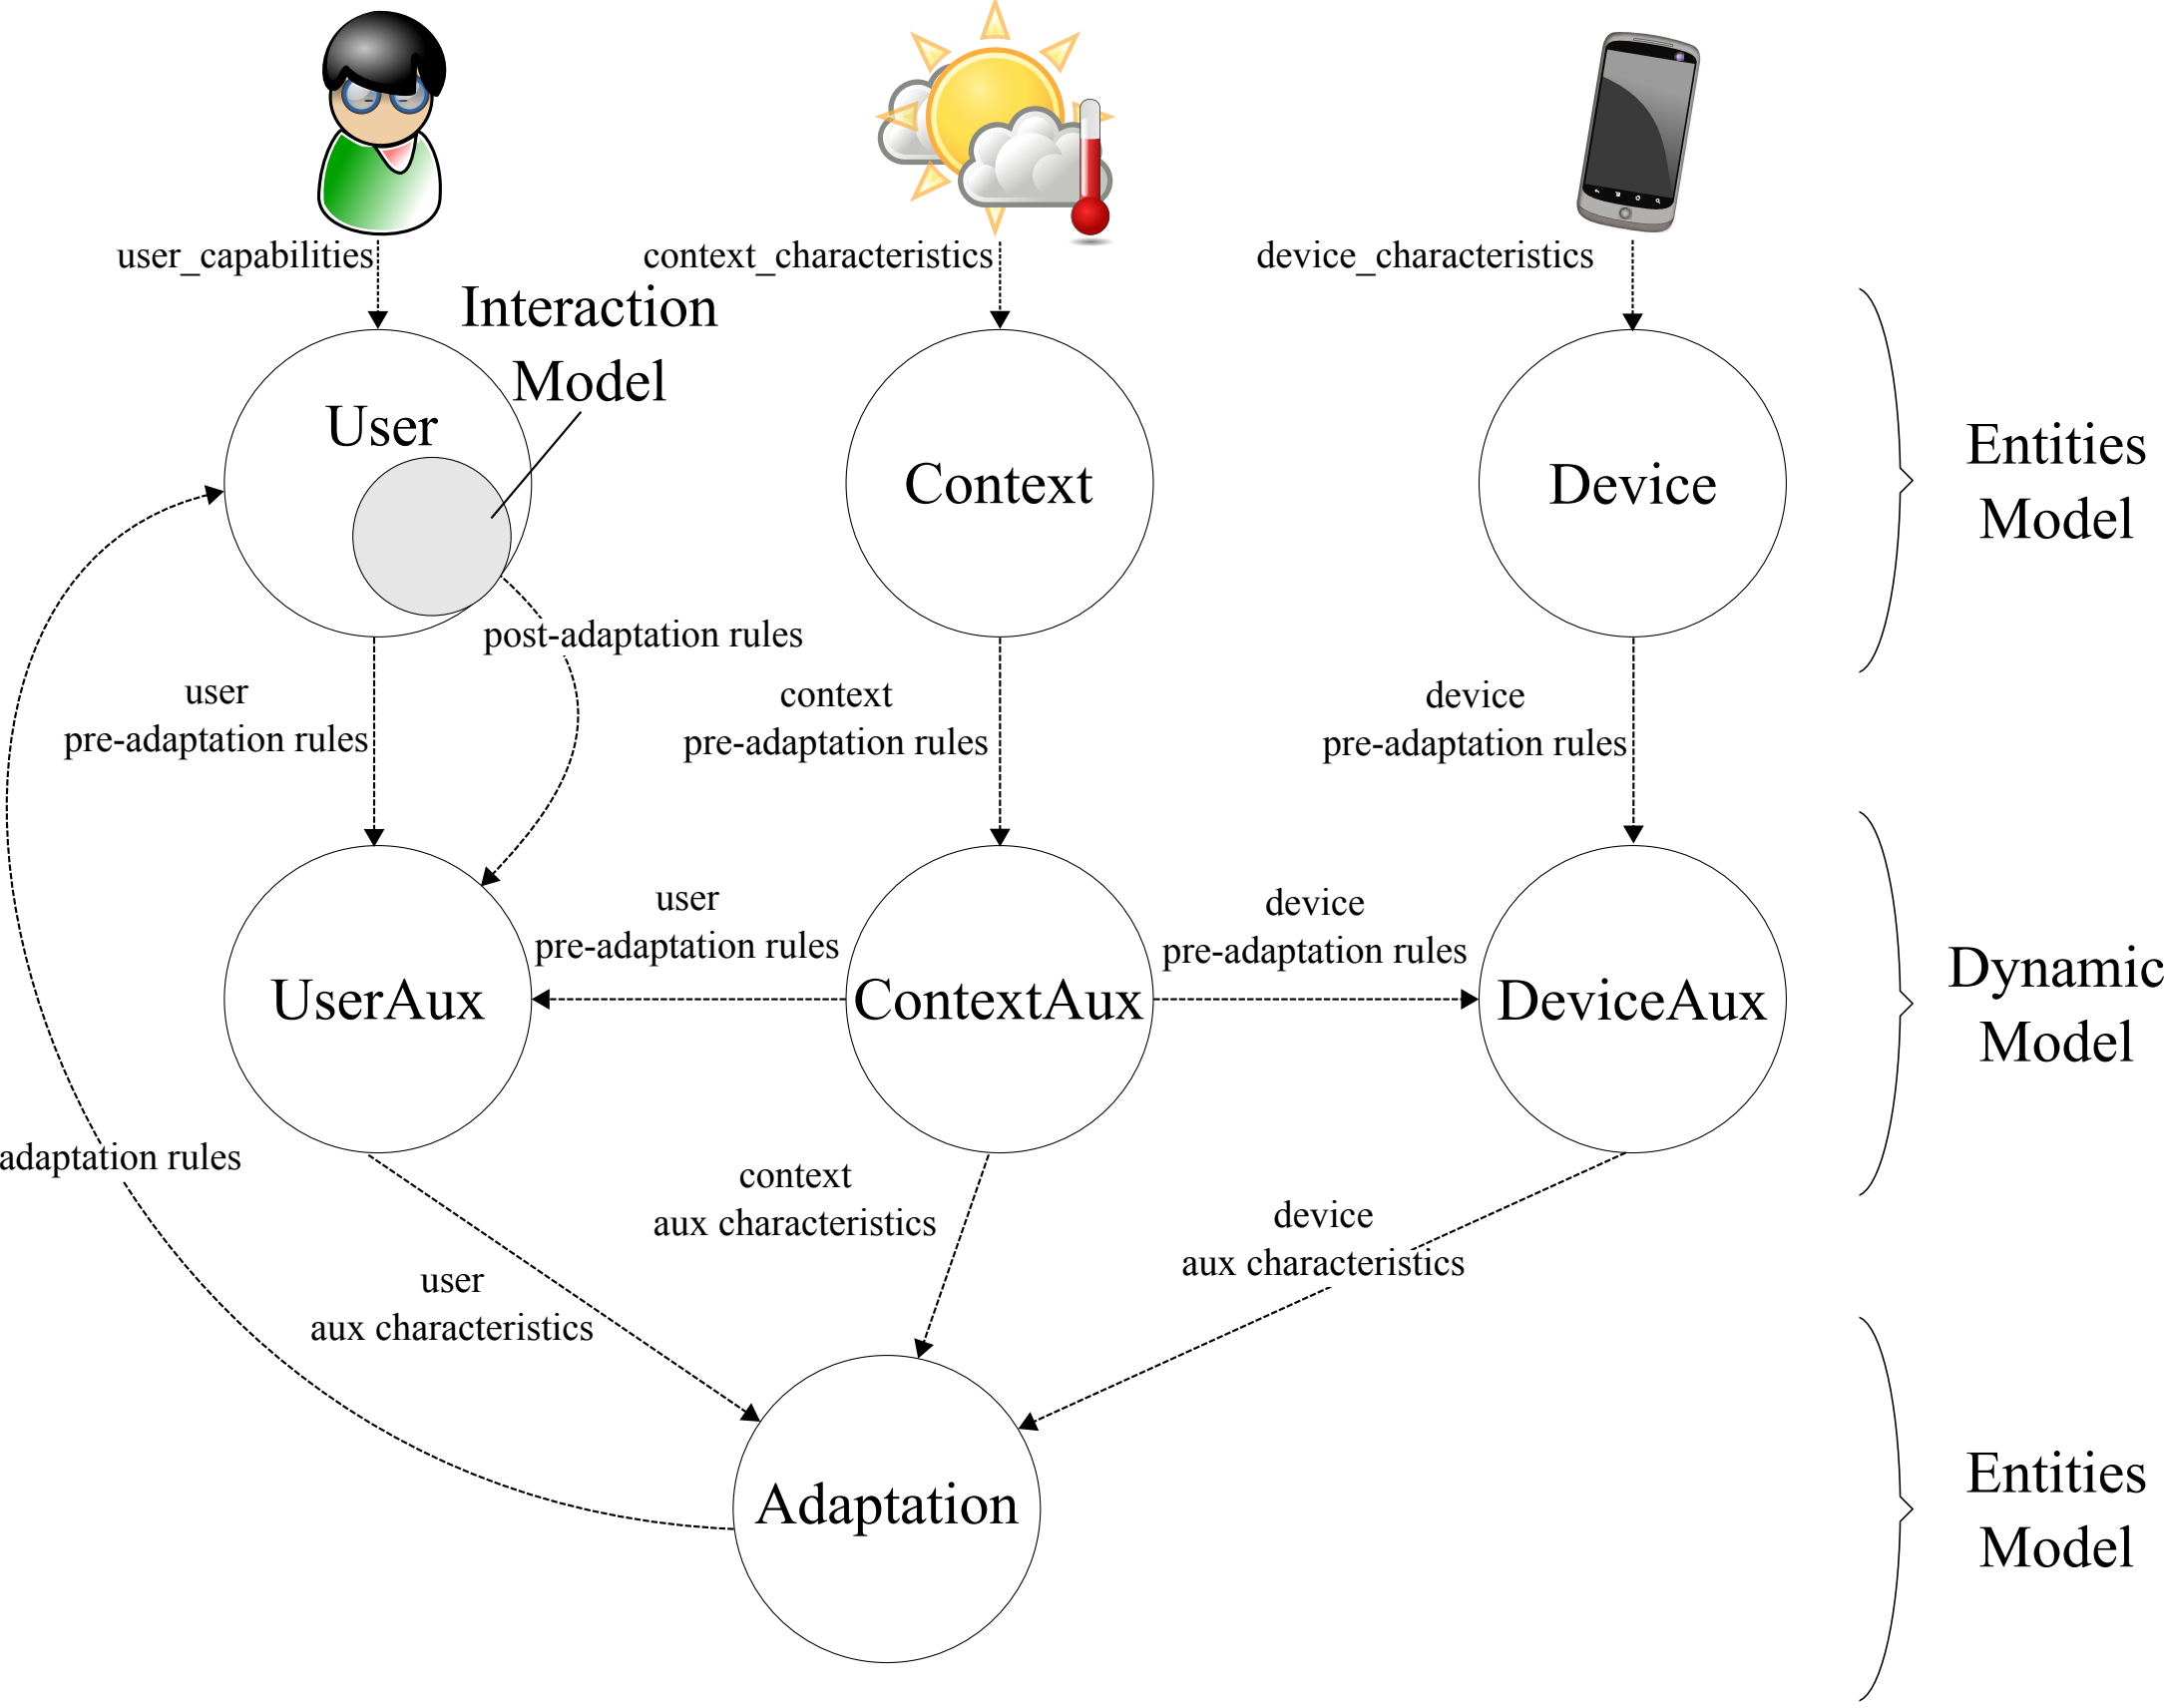 user_capabilities
context_characteristics
device_characteristics
Interaction
Model
User
Context
Device
Entities
Model
post-adaptation rules
user
pre-adaptation rules
context
pre-adaptation rules
device
pre-adaptation rules
user
pre-adaptation rules
device
pre-adaptation rules
UserAux
ContextAux
DeviceAux
Dynamic
Model
adaptation rules
context
aux characteristics
device
aux characteristics
user
aux characteristics
Adaptation
Entities
Model